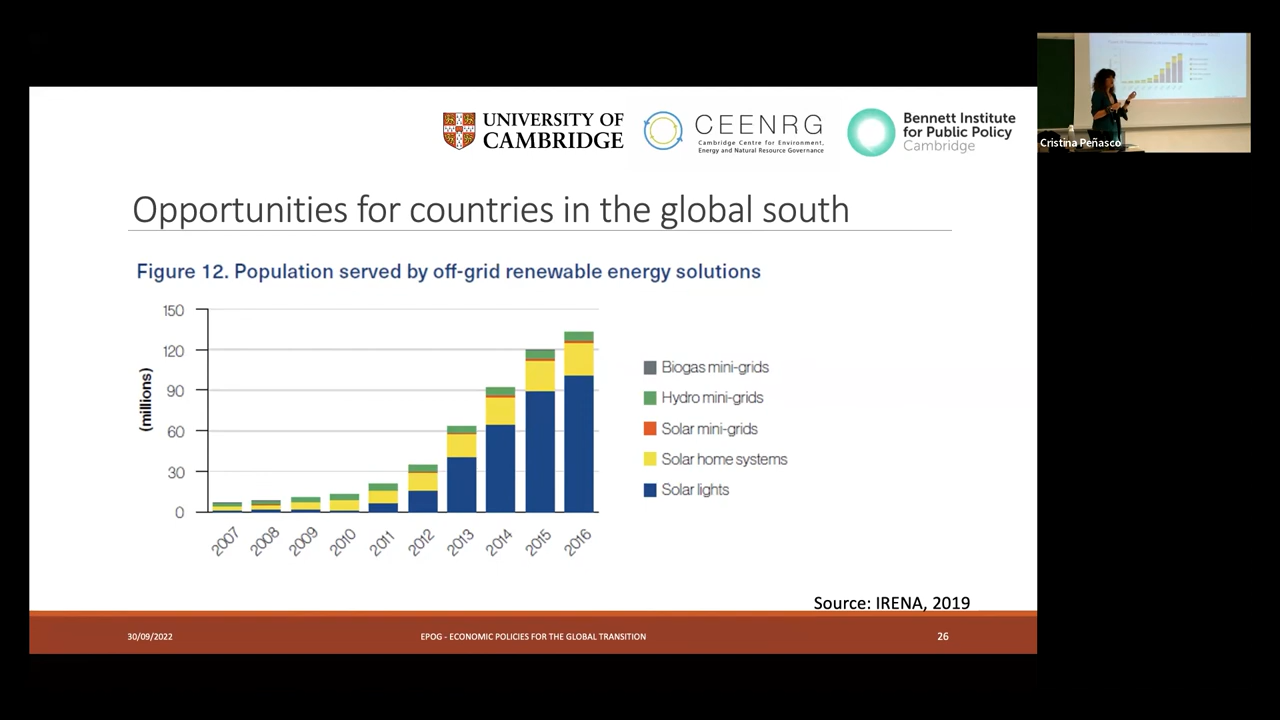 UNIVERSITY OF
CAMBRIDGE
CEENRG
Cambridge Centre for Environment,
Energy and Natural Resource Governance
Bennett Institute
for Public Policy
Cambridge
Cristina Peñasco
Opportunities for countries in the global south
Figure 12. Population served by off-grid renewable energy solutions
(millions)
150
120
90
60
30
0
2007
2008
2009
2010
2011
2012
2013
2014
2015
2016
Biogas mini-grids
Hydro mini-grids
Solar mini-grids
Solar home systems
Solar lights
Source: IRENA, 2019
30/09/2022
EPOG - ECONOMIC POLICIES FOR THE GLOBAL TRANSITION
26